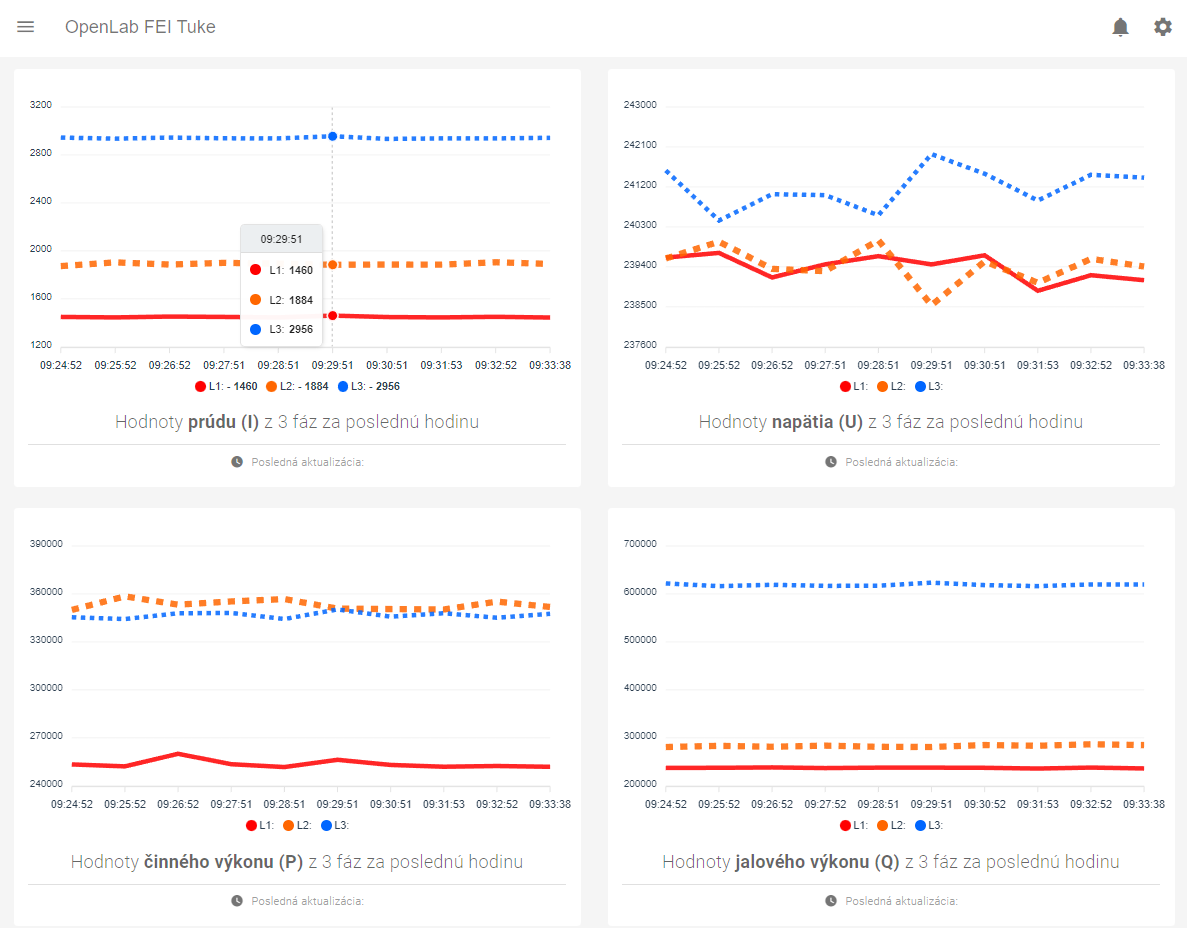 OpenLab FEI Tuke
3200
2800
2400
2000
1600
1200
09:29:51
L1: 1460
L2: 1884
L3: 2956
09:24:52 09:25:52 09:26:52 09:27:51 09:28:51 09:29:51 09:30:51 09:31:53 09:32:52 09:33:38
L1: - 1460 L2: - 1884 L3: - 2956
Hodnoty prúdu (I) z 3 fáz za poslednú hodinu
Posledná aktualizácia:
243000
242100
241200
240300
239400
238500
237600
09:24:52 09:25:52 09:26:52 09:27:52 09:28:51 09:29:51 09:30:51 09:31:51 09:32:52 09:33:38
L1: L2: L3:
Hodnoty napätia (U) z 3 fáz za poslednú hodinu
Posledná aktualizácia:
390000
360000
330000
300000
270000
240000
09:24:52 09:25:52 09:26:52 09:27:51 09:28:51 09:29:51 09:30:51 09:31:53 09:32:52 09:33:38
L1: L2: L3:
Hodnoty činného výkonu (P) z 3 fáz za poslednú hodinu
Posledná aktualizácia:
700000
600000
500000
400000
300000
200000
09:24:52 09:25:52 09:26:52 09:27:52 09:28:51 09:29:51 09:30:52 09:31:53 09:32:52 09:33:38
L1: L2: L3:
Hodnoty jalového výkonu (Q) z 3 fáz za poslednú hodinu
Posledná aktualizácia: